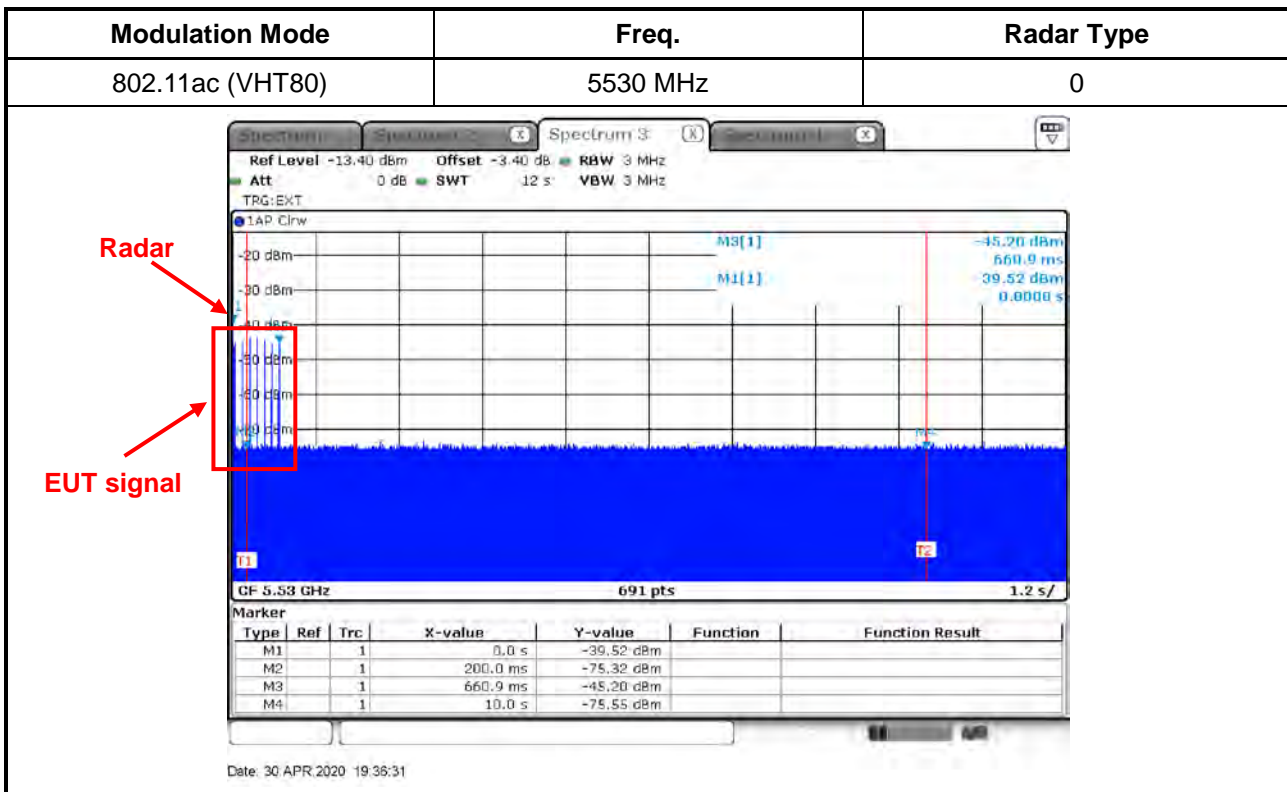 Modulation Mode Freq. Radar Type
802.11ac (VHT80) 5530 MHz 0
Spectrum 3
Ref Level -13.40 dBm Offset -3.40 dB RBW 3 MHz
Att 0 dB SWT 12 s VBW 3 MHz
TRG:EXT
1AP Clrw
Radar
M3[1] -45.20 dBm
660.9 ms
M1[1] -39.52 dBm
0.0000 s
-20 dBm
-30 dBm
-40 dBm
-50 dBm
-60 dBm
EUT signal
T1 T2
CF 5.53 GHz 691 pts 1.2 s/
Marker
Type Ref Trc X-value Y-value Function Function Result
M1 1 0.0 s -39.52 dBm
M2 1 200.0 ms -75.32 dBm
M3 1 660.9 ms -45.20 dBm
M4 1 10.0 s -75.55 dBm
Date: 30 APR 2020 19:36:31